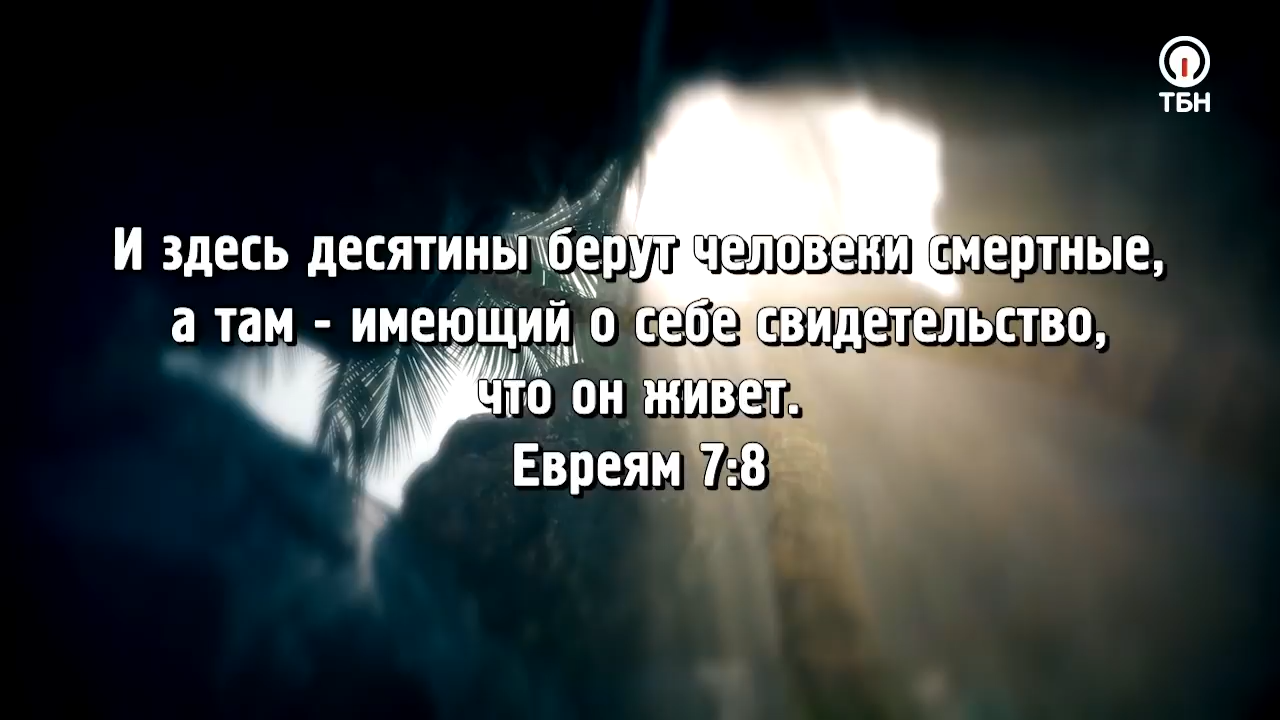 ТБН
И здесь десятины берут человеки смертные,
а там - имеющий о себе свидетельство,
что он живет.
Евреям 7:8